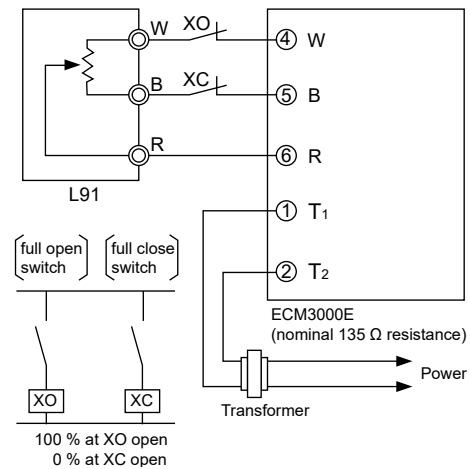 W
XO
4
W
B
XC
5
B
R
6
R
L91
1
T1
2
T2
full open
switch
full close
switch
ECM3000E
(nominal 135 Ω resistance)
Power
XO
XC
Transformer
100 % at XO open
0 % at XC open